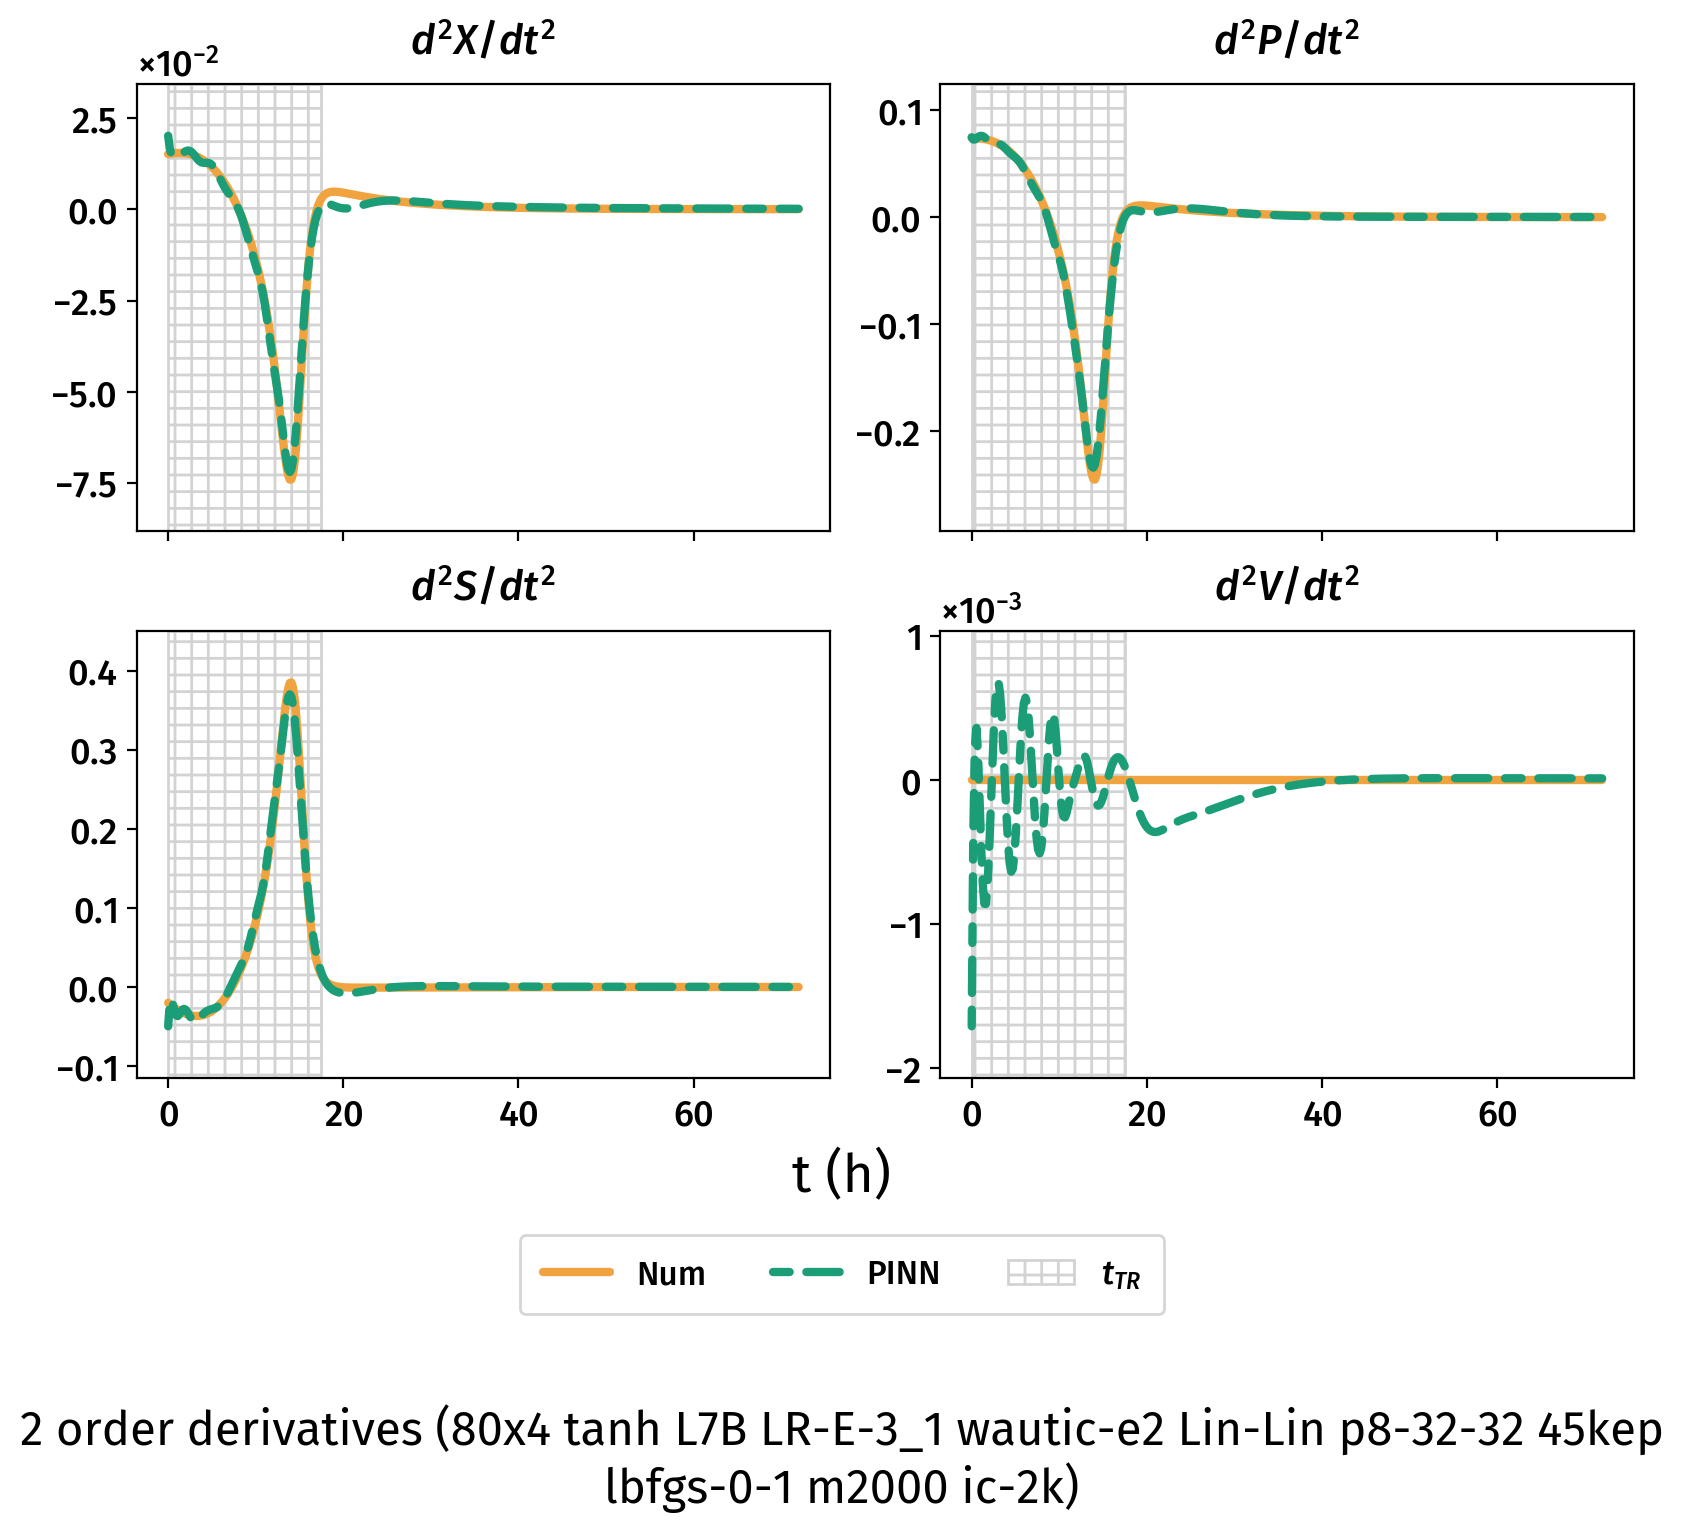 d²X/dt²
×10⁻²
2.5
0.0
−2.5
−5.0
−7.5
d²P/dt²
0.1
0.0
−0.1
−0.2
d²S/dt²
0.4
0.3
0.2
0.1
0.0
−0.1
0 20 40 60
d²V/dt²
×10⁻³
1
0
−1
−2
0 20 40 60
t (h)
Num PINN t_TR
2 order derivatives (80x4 tanh L7B LR-E-3_1 wautic-e2 Lin-Lin p8-32-32 45kep
lbfgs-0-1 m2000 ic-2k)